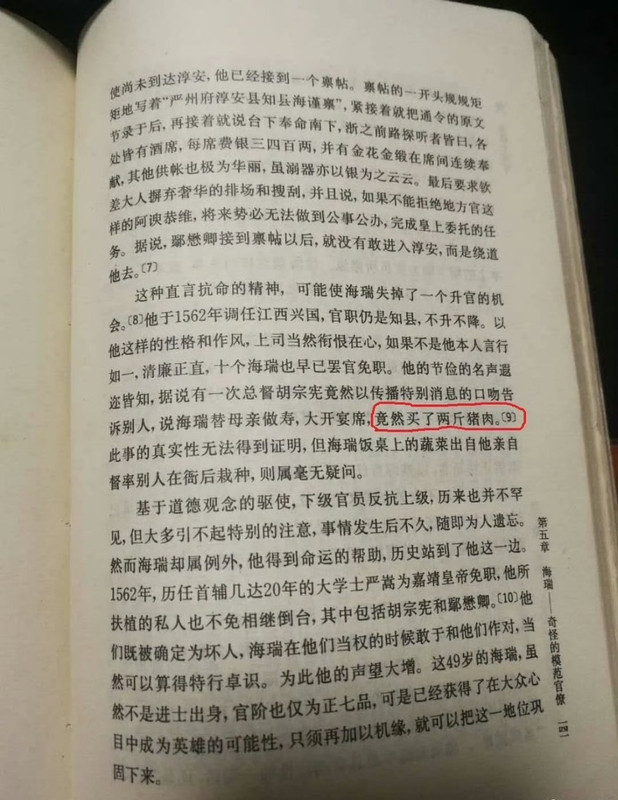 使尚未到达淳安，他已经接到一个禀帖。禀帖的一开头规规矩
矩地写着“严州府淳安县知县海谨禀”，紧接着就把通令的原文
节录于后，再接着就说台下奉命南下，浙之前路探听者皆曰，各
处皆有酒席，每席费银三四百两，并有金花金缎在席间连续奉
献，其他供帐也极为华丽，虽溺器亦以银为之云云。最后要求钦
差大人摒弃奢华的排场和搜刮，并且说，如果不能拒绝地方官这
样的阿谀恭维，将来势必无法做到公事公办，完成皇上委托的任
务。据说，鄢懋卿接到禀帖以后，就没有敢进入淳安，而是绕道
他去。〔7〕
这种直言抗命的精神，可能使海瑞失掉了一个升官的机
会。〔8〕他于1562年调任江西兴国，官职仍是知县，不升不降。以
他这样的性格和作风，上司当然衔恨在心，如果不是他本人言行
如一，清廉正直，十个海瑞也早已罢官免职。他的节俭的名声遐
迩皆知，据说有一次总督胡宗宪竟然以传播特别消息的口吻告
诉别人，说海瑞替母亲做寿，大开宴席，竟然买了两斤猪肉。〔9〕
此事的真实性无法得到证明，但海瑞饭桌上的蔬菜出自他亲自
督率别人在衙后栽种，则属毫无疑问。
基于道德观念的驱使，下级官员反抗上级，历来也并不罕
见，但大多引不起特别的注意，事情发生后不久，随即为人遗忘。
然而海瑞却属例外，他得到命运的帮助，历史站到了他这一边。
1562年，历任首辅几达20年的大学士严嵩为嘉靖皇帝免职，他所
扶植的私人也不免相继倒台，其中包括胡宗宪和鄢懋卿。〔10〕他
们既被确定为坏人，海瑞在他们当权的时候敢于和他们作对，当
然可以算得特行卓识。为此他的声望大增。这49岁的海瑞，虽
然不是进士出身，官阶也仅为正七品，可是已经获得了在大众心
目中成为英雄的可能性，只须再加以机缘，就可以把这一地位巩
固下来。
第五章 海瑞——奇怪的模范官僚